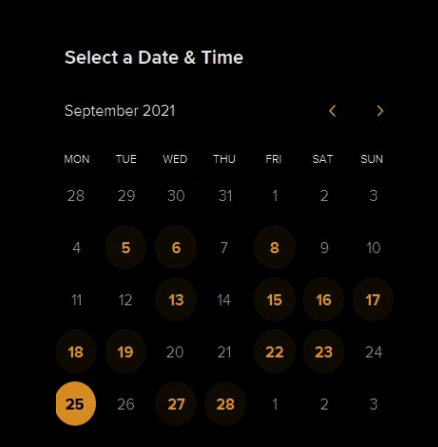 Select a Date & Time
September 2021
MON TUE WED THU FRI SAT SUN
28 29 30 31 1 2 3
4 5 6 7 8 9 10
11 12 13 14 15 16 17
18 19 20 21 22 23 24
25 26 27 28 1 2 3